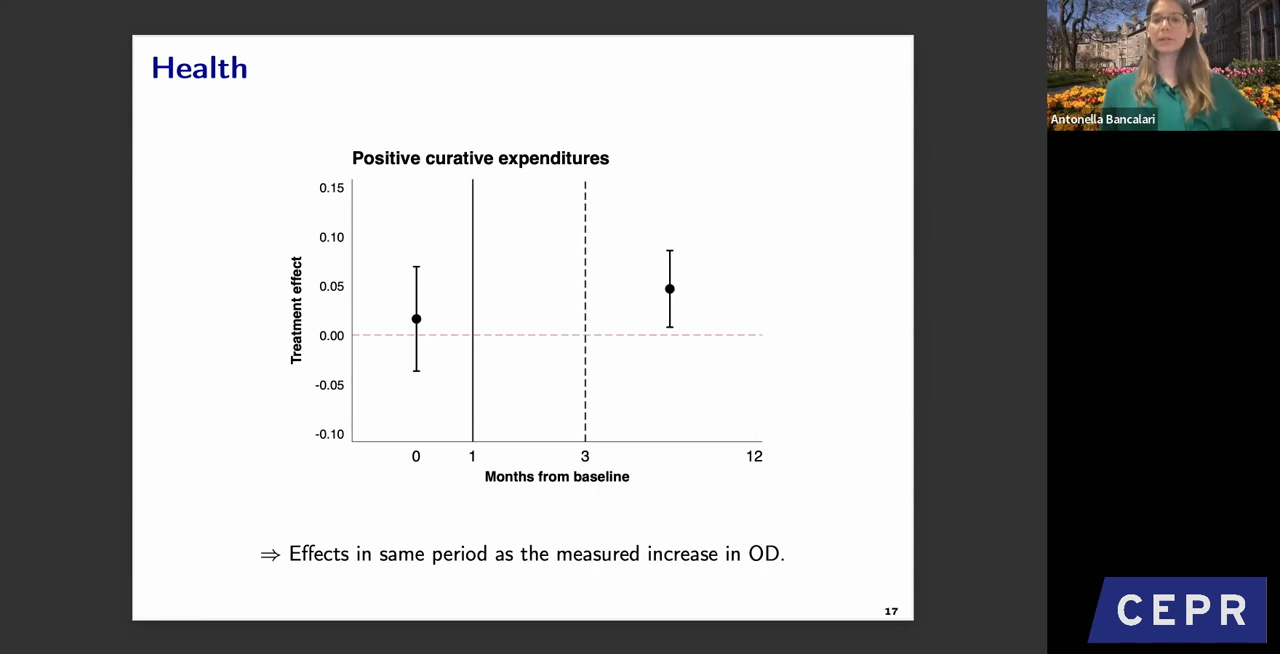 Health
Positive curative expenditures
0.15
0.10
0.05
0.00
-0.05
-0.10
Treatment effect
0 1 3 12
Months from baseline
⇒ Effects in same period as the measured increase in OD.
17
Antonella Bancalari
CEPR